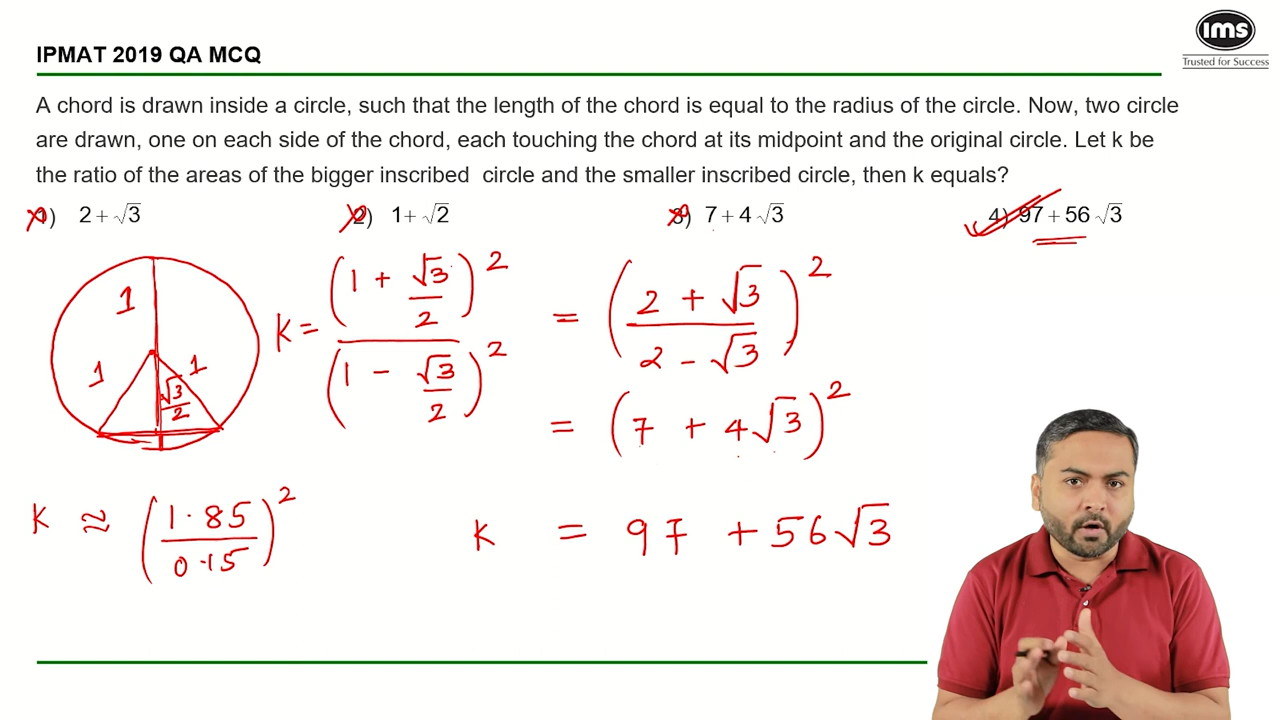 IPMAT 2019 QA MCQ
ims
Trusted for Success
A chord is drawn inside a circle, such that the length of the chord is equal to the radius of the circle. Now, two circle
are drawn, one on each side of the chord, each touching the chord at its midpoint and the original circle. Let k be
the ratio of the areas of the bigger inscribed circle and the smaller inscribed circle, then k equals?
1) 2 + √3 2) 1+ √2 3) 7 + 4 √3 4) 97 + 56 √3
1
1 1
√3/2
K = (1 + √3/2)² / (1 - √3/2)² = ((2 + √3) / (2 - √3))²
= (7 + 4√3)²
K ≈ (1.85 / 0.15)²
K = 97 + 56√3